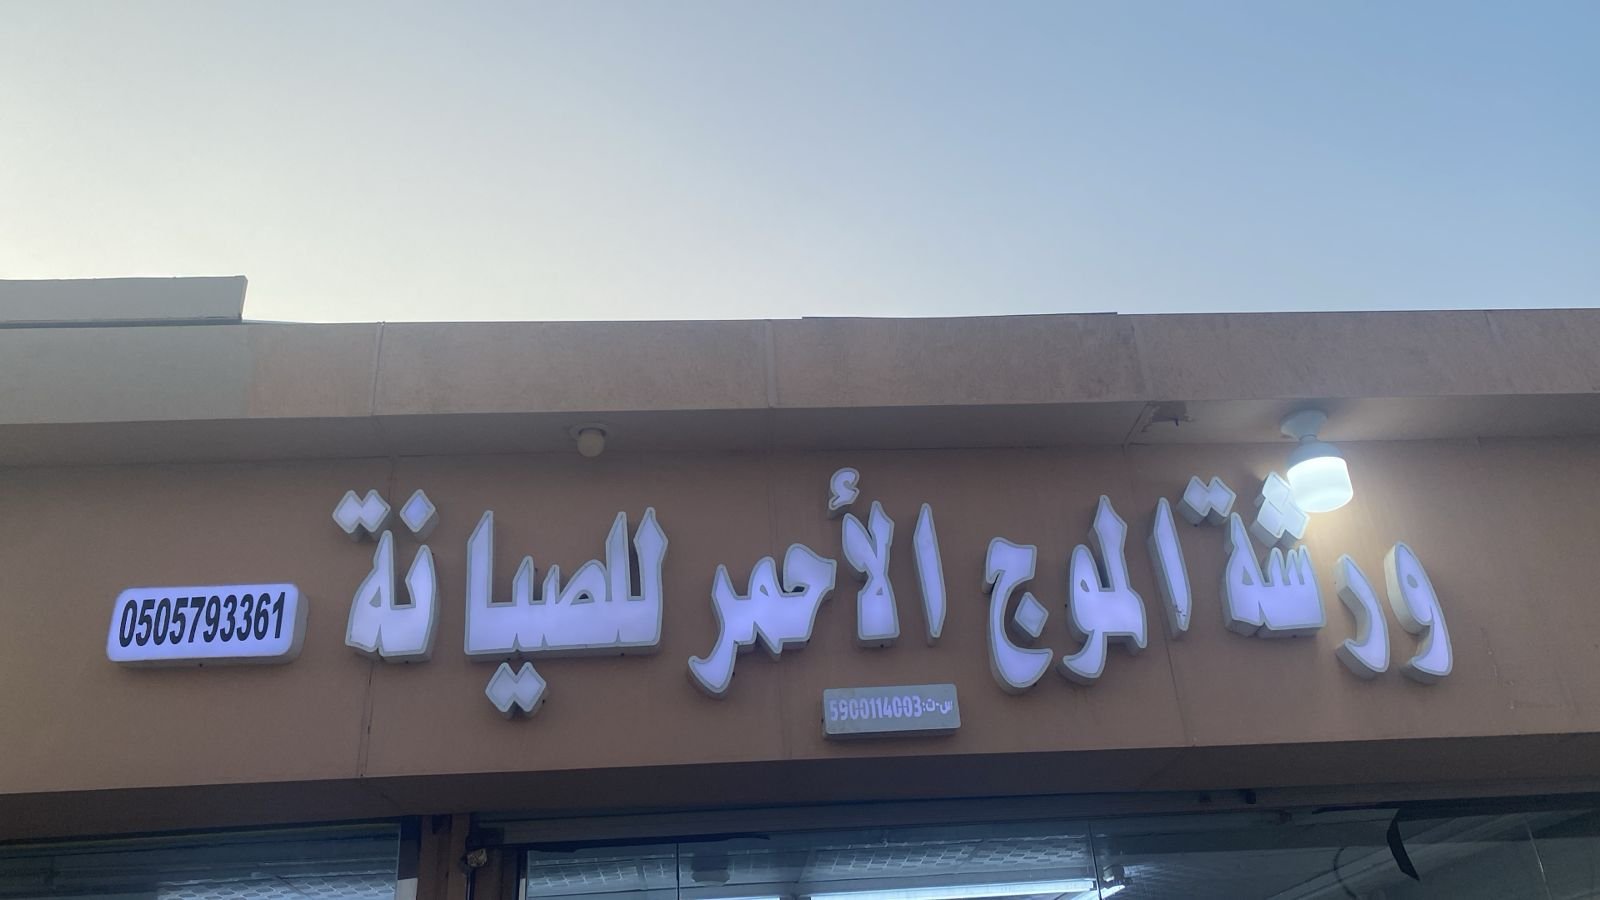 ورشة الموج الأحمر للصيانة
0505793361
س-ت: 5900114003